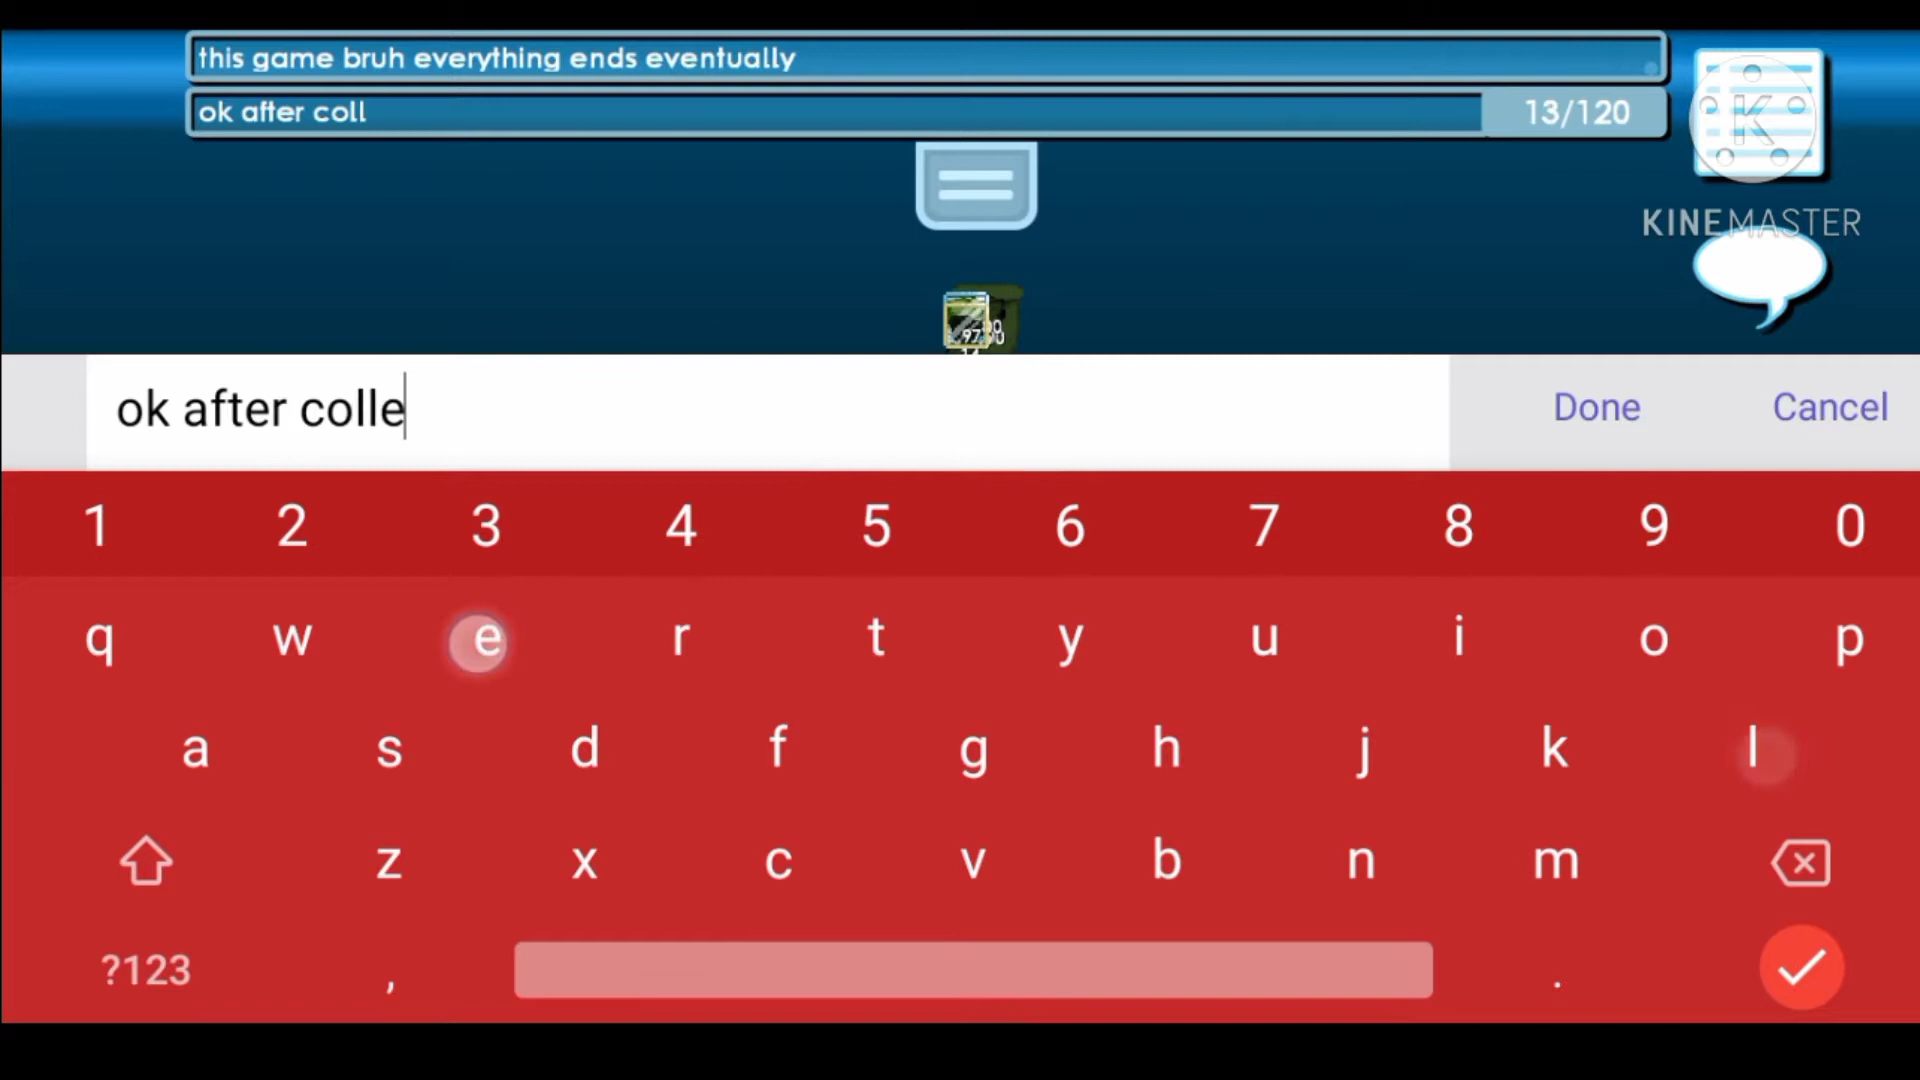 this game bruh everything ends eventually
ok after coll
13/120
K
KINEMASTER
97
ok after colle
Done
Cancel
1 2 3 4 5 6 7 8 9 0
q w e r t y u i o p
a s d f g h j k l
z x c v b n m
?123 , .